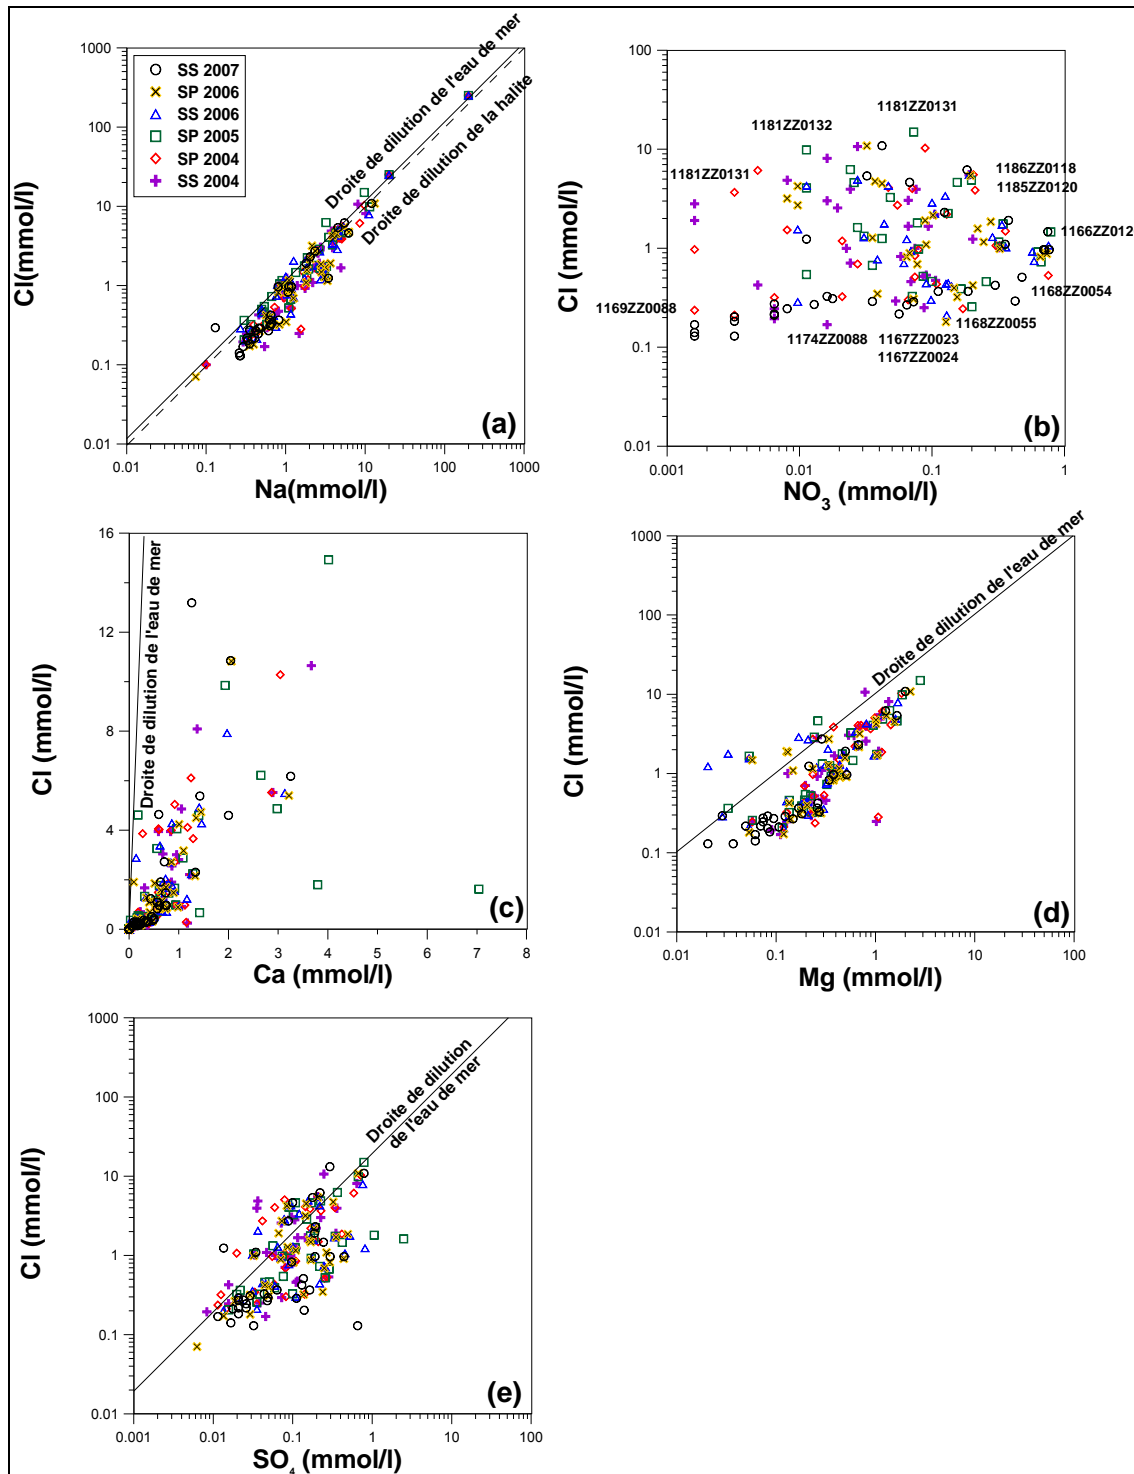 1000
100
10
1
0.1
0.01
0.01
0.1
1
10
100
1000
Cl(mmol/l)
Na(mmol/l)
SS 2007
SP 2006
SS 2006
SP 2005
SP 2004
SS 2004
Droite de dilution de l'eau de mer
Droite de dilution de la halite
(a)
100
10
1
0.1
0.01
0.001
0.01
0.1
1
Cl (mmol/l)
NO3 (mmol/l)
1181ZZ0131
1181ZZ0132
1181ZZ0131
1186ZZ0118
1185ZZ0120
1166ZZ012
1169ZZ0088
1168ZZ0054
1168ZZ0055
1174ZZ0088
1167ZZ0023
1167ZZ0024
(b)
16
12
8
4
0
0
1
2
3
4
5
6
7
8
Cl (mmol/l)
Ca (mmol/l)
Droite de dilution de l'eau de mer
(c)
1000
100
10
1
0.1
0.01
0.01
0.1
1
10
100
Cl (mmol/l)
Mg (mmol/l)
Droite de dilution de l'eau de mer
(d)
1000
100
10
1
0.1
0.01
0.001
0.01
0.1
1
10
100
Cl (mmol/l)
SO4 (mmol/l)
Droite de dilution
de l'eau de mer
(e)